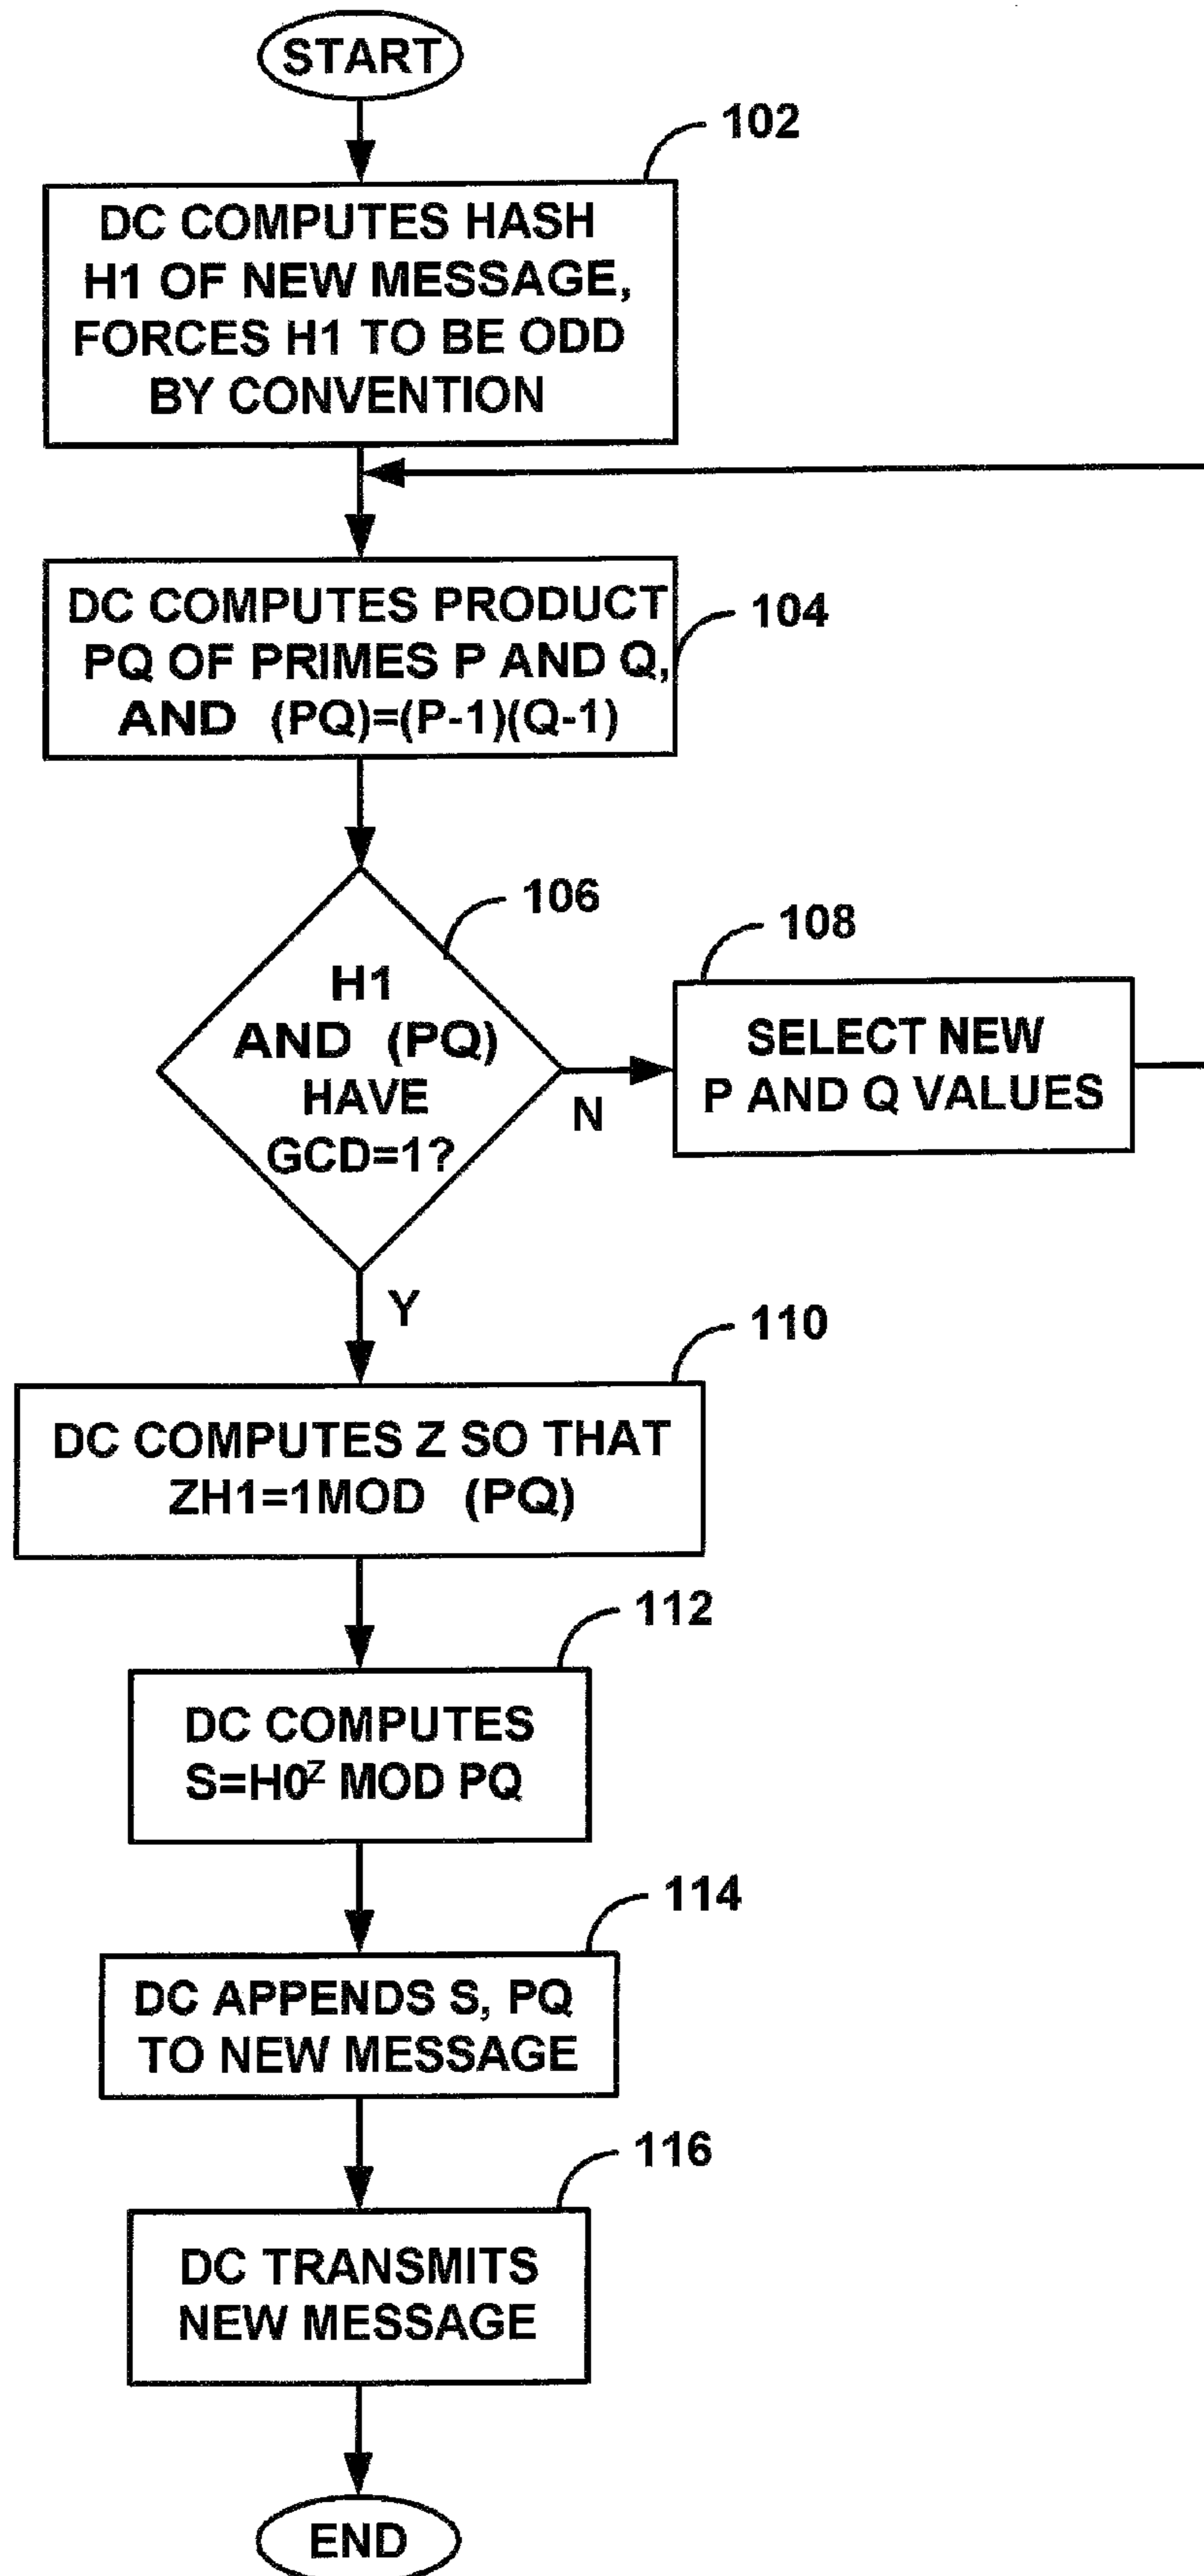 START
102
DC COMPUTES HASH
H1 OF NEW MESSAGE,
FORCES H1 TO BE ODD
BY CONVENTION
DC COMPUTES PRODUCT
PQ OF PRIMES P AND Q,
AND (PQ)=(P-1)(Q-1)
104
106
H1
AND (PQ)
HAVE
GCD=1?
N
108
SELECT NEW
P AND Q VALUES
Y
110
DC COMPUTES Z SO THAT
ZH1=1MOD (PQ)
112
DC COMPUTES
S=H0ᶻ MOD PQ
114
DC APPENDS S, PQ
TO NEW MESSAGE
116
DC TRANSMITS
NEW MESSAGE
END